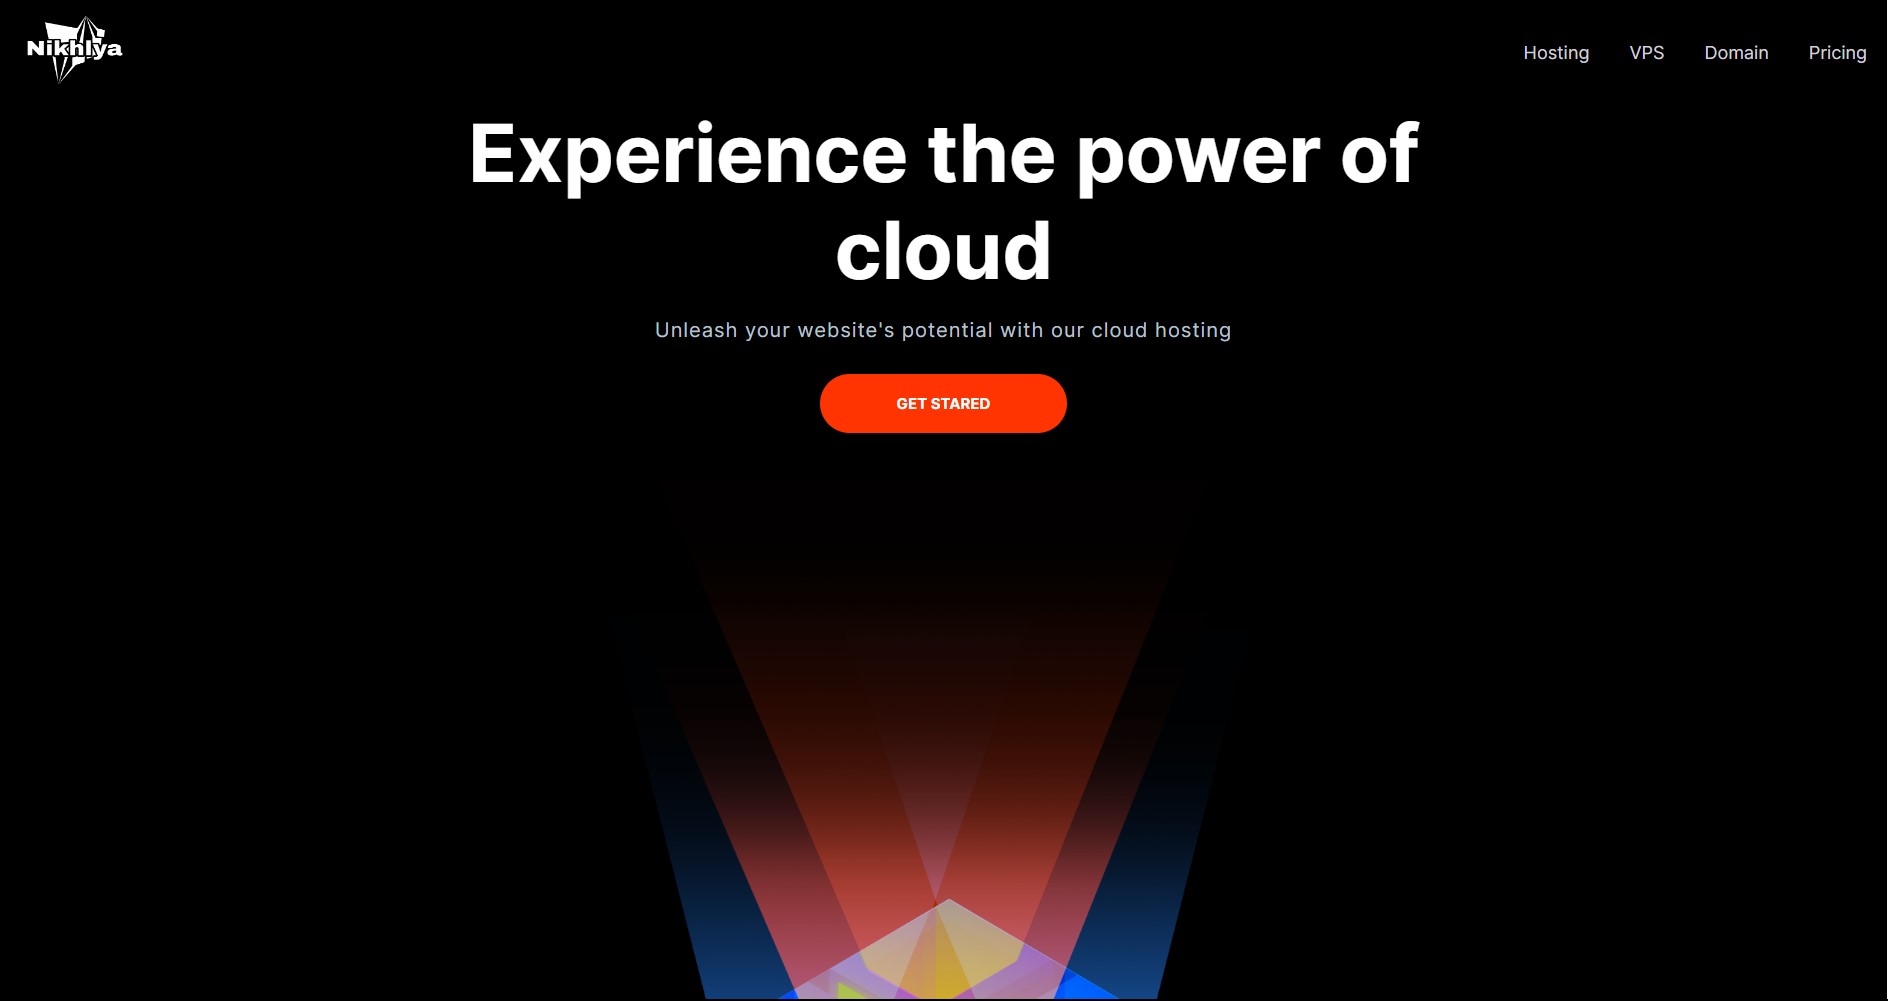 Nikhlya
Hosting VPS Domain Pricing
Experience the power of
cloud
Unleash your website's potential with our cloud hosting
GET STARED